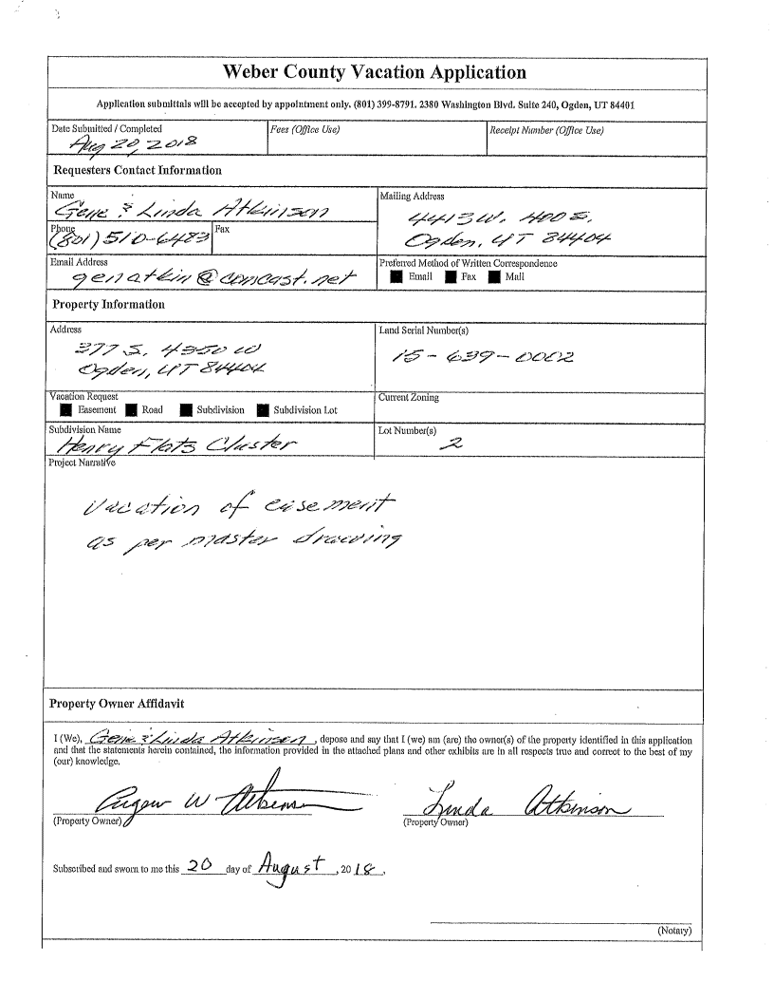 Weber County Vacation Application
Application submittals will be accepted by appointment only. (801) 399-8791. 2380 Washington Blvd. Suite 240, Ogden, UT 84401
Date Submitted / Completed
Aug 20, 2018
Fees (Office Use)
Receipt Number (Office Use)
Requesters Contact Information
Name
Gene & Linda Atkinson
Mailing Address
4413 W. 400 S.
Ogden, UT 84404
Phone
(801) 510-6483
Fax
Email Address
genatkin@comcast.net
Preferred Method of Written Correspondence
Email Fax Mail
Property Information
Address
377 S. 4350 W
Ogden, UT 84404
Land Serial Number(s)
15-639-0002
Vacation Request
Easement Road Subdivision Subdivision Lot
Current Zoning
Subdivision Name
Henry Flats Cluster
Lot Number(s)
2
Project Narrative
Vacation of easement
as per master drawing
Property Owner Affidavit
I (We), Gene & Linda Atkinson, depose and say that I (we) am (are) the owner(s) of the property identified in this application
and that the statements herein contained, the information provided in the attached plans and other exhibits are in all respects true and correct to the best of my
(our) knowledge.
Eugene W Atkinson
(Property Owner)
Linda Atkinson
(Property Owner)
Subscribed and sworn to me this 20 day of August, 2018,
(Notary)